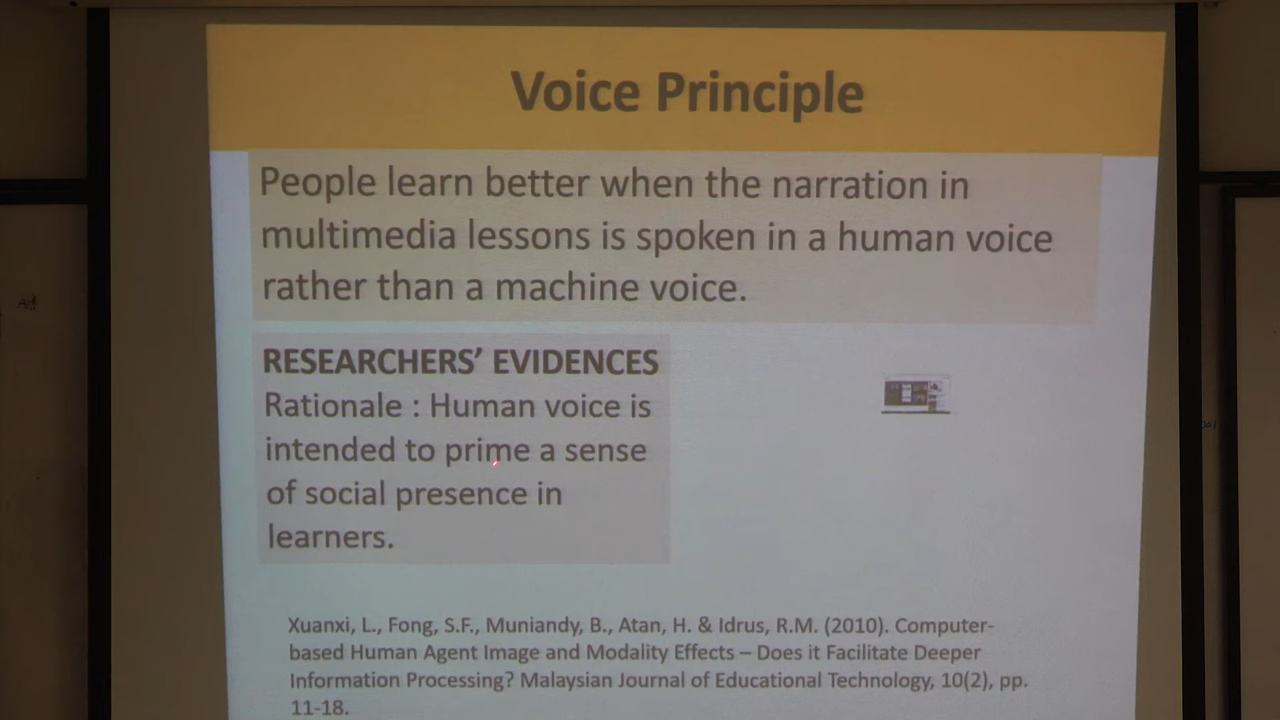 Voice Principle
People learn better when the narration in
multimedia lessons is spoken in a human voice
rather than a machine voice.
RESEARCHERS' EVIDENCES
Rationale : Human voice is
intended to prime a sense
of social presence in
learners.
Xuanxi, L., Fong, S.F., Muniandy, B., Atan, H. & Idrus, R.M. (2010). Computer-
based Human Agent Image and Modality Effects – Does it Facilitate Deeper
Information Processing? Malaysian Journal of Educational Technology, 10(2), pp.
11-18.